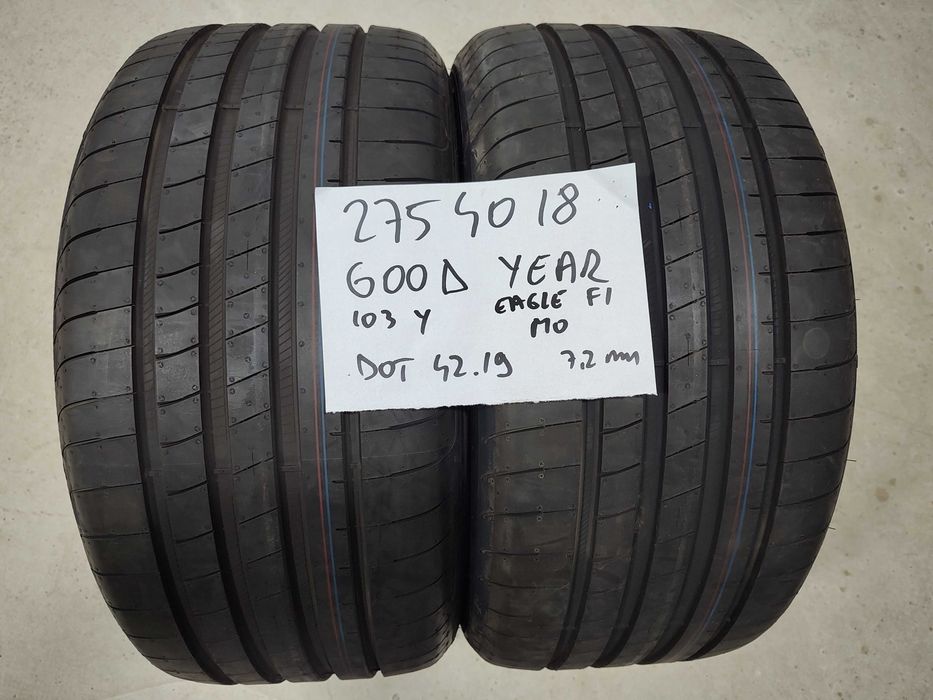 275 40 18
GOOD YEAR
103 Y EAGLE F1
MO
DOT 42.19 7,2 mm